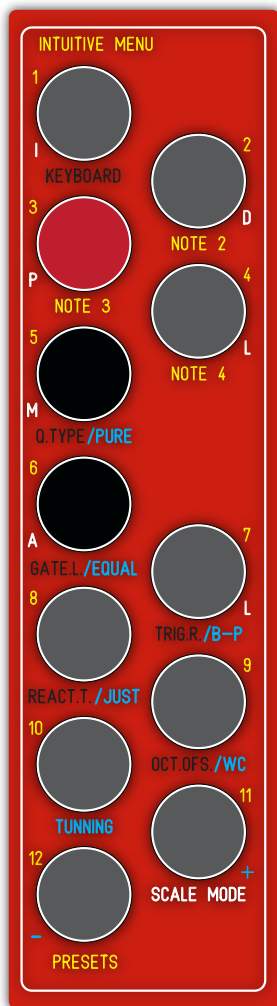 INTUITIVE MENU
1
I
KEYBOARD
2
D
NOTE 2
3
P
NOTE 3
4
L
NOTE 4
5
M
Q.TYPE/PURE
6
A
GATE.L./EQUAL
7
L
TRIG.R./B-P
8
REACT.T./JUST
9
OCT.OFS./WC
10
TUNNING
11
+
SCALE MODE
12
-
PRESETS